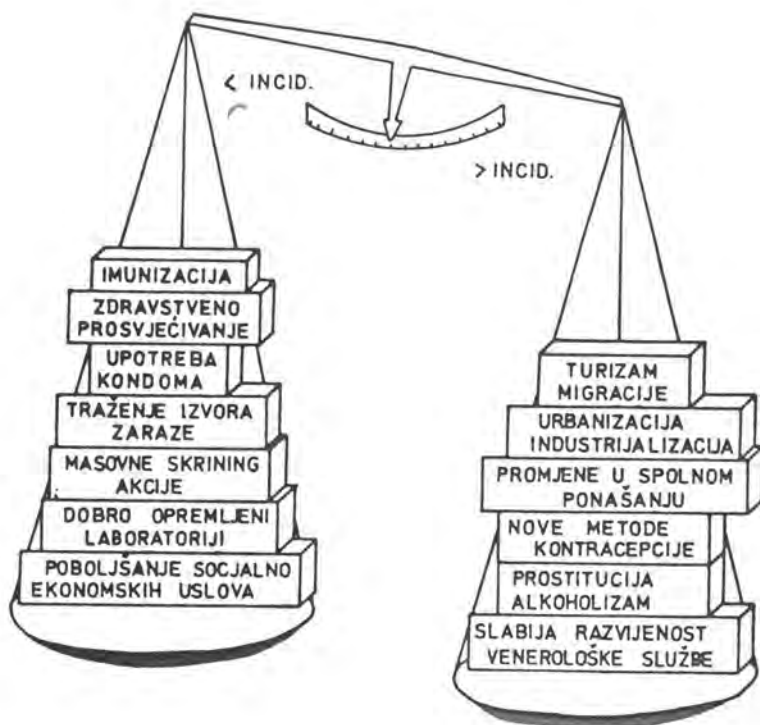 < INCID.
> INCID.
IMUNIZACIJA
ZDRAVSTVENO
PROSVJEĆIVANJE
UPOTREBA
KONDOMA
TRAŽENJE IZVORA
ZARAZE
MASOVNE SKRINING
AKCIJE
DOBRO OPREMLJENI
LABORATORIJI
POBOLJŠANJE SOCJALNO
EKONOMSKIH USLOVA
TURIZAM
MIGRACIJE
URBANIZACIJA
INDUSTRIJALIZACIJA
PROMJENE U SPOLNOM
PONAŠANJU
NOVE METODE
KONTRACEPCIJE
PROSTITUCIJA
ALKOHOLIZAM
SLABIJA RAZVIJENOST
VENEROLOŠKE SLUŽBE